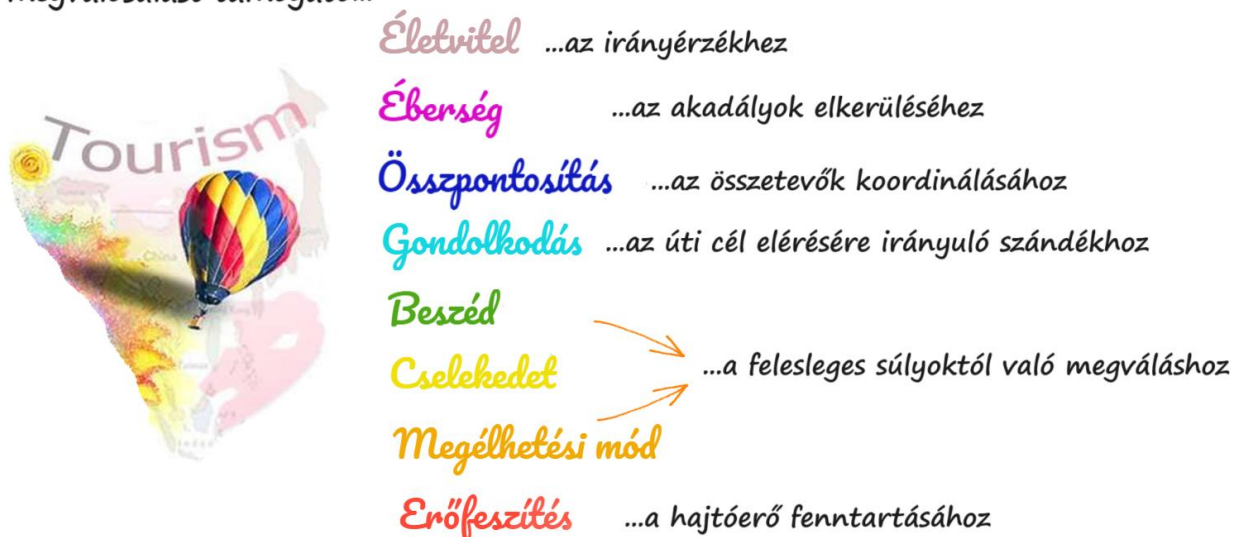 Életvitel ...az irányérzékhez
Éberség ...az akadályok elkerüléséhez
Tourism
Összpontosítás ...az összetevők koordinálásához
Gondolkodás ...az úti cél elérésére irányuló szándékhoz
China
Beszéd
...a felesleges súlyoktól való megváláshoz
Cselekedet
Megélhetési mód
Erőfeszítés ...a hajtóerő fenntartásához